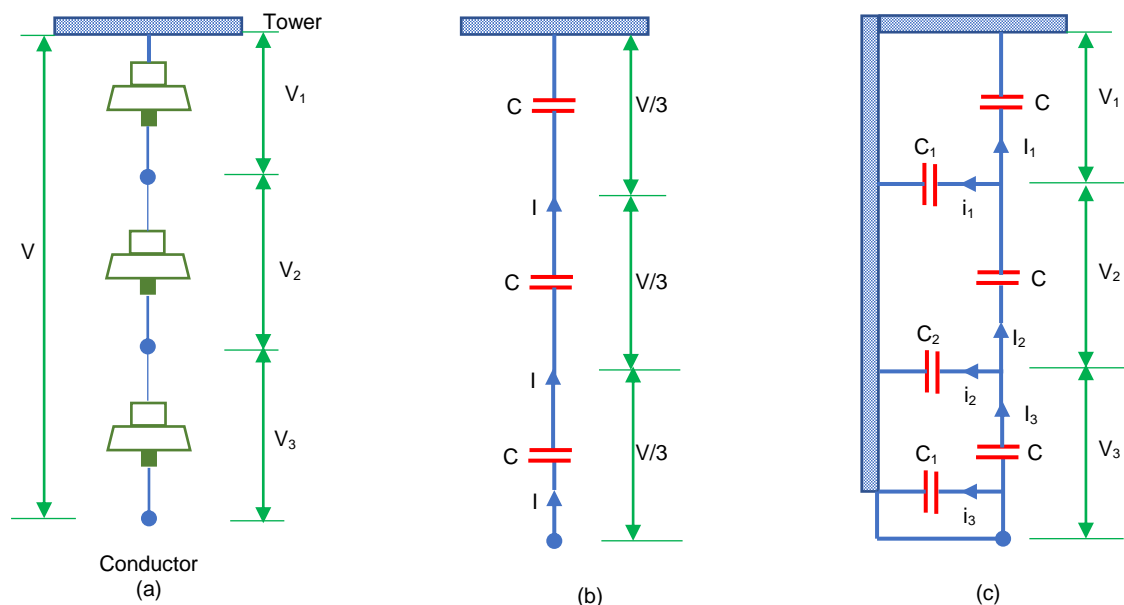 Tower
V₁
V
V₂
V₃
Conductor
(a)
C
V/3
I
C
V/3
I
C
V/3
I
(b)
C
V₁
C₁
I₁
i₁
C
V₂
C₂
I₂
i₂
I₃
C₁
C
V₃
i₃
(c)